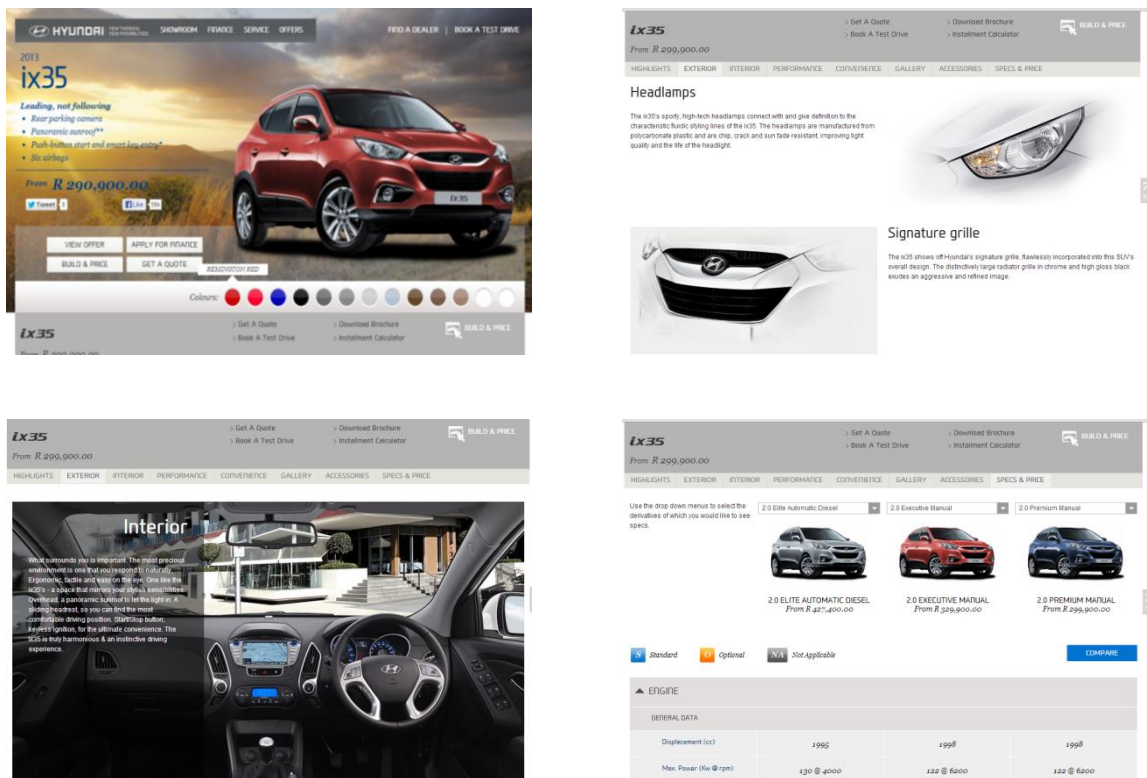 HYUNDAI NEW THINKING. NEW POSSIBILITIES. SHOWROOM FINANCE SERVICE OFFERS FIND A DEALER | BOOK A TEST DRIVE
2013
ix35
Leading, not following
• Rear parking camera
• Panoramic sunroof**
• Push-button start and smart key entry*
• Six airbags
From R 290,900.00
Tweet 0 Like
ix35
VIEW OFFER APPLY FOR FINANCE
BUILD & PRICE GET A QUOTE
REMINGTON RED
Colours:
ix35
> Get A Quote > Download Brochure BUILD & PRICE
> Book A Test Drive > Instalment Calculator
From R 299,900.00
ix35
> Get A Quote > Download Brochure BUILD & PRICE
> Book A Test Drive > Instalment Calculator
From R 299,900.00
HIGHLIGHTS EXTERIOR INTERIOR PERFORMANCE CONVENIENCE GALLERY ACCESSORIES SPECS & PRICE
Headlamps
The ix35's sporty, high-tech headlamps connect with and give definition to the
characteristic fluidic styling lines of the ix35. The headlamps are manufactured from
polycarbonate plastic and are chip, crack and sun fade resistant, improving light
quality and the life of the headlight.
Signature grille
The ix35 shows off Hyundai's signature grille, flawlessly incorporated into this SUV's
overall design. The distinctively large radiator grille in chrome and high gloss black
exudes an aggressive and refined image.
ix35
> Get A Quote > Download Brochure BUILD & PRICE
> Book A Test Drive > Instalment Calculator
From R 299,900.00
HIGHLIGHTS EXTERIOR INTERIOR PERFORMANCE CONVENIENCE GALLERY ACCESSORIES SPECS & PRICE
Interior
What surrounds you is important. The most precious
environment is one that you respond to naturally.
Ergonomic, tactile and easy on the eye. One like the
ix35's - a space that mirrors your stylish sensibilities.
Overhead, a panoramic sunroof to let the light in. A
sliding headrest, so you can find the most
comfortable driving position. Start/Stop button;
keyless ignition, for the ultimate convenience. The
ix35 is truly harmonious & an instinctive driving
experience.
ix35
> Get A Quote > Download Brochure BUILD & PRICE
> Book A Test Drive > Instalment Calculator
From R 299,900.00
HIGHLIGHTS EXTERIOR INTERIOR PERFORMANCE CONVENIENCE GALLERY ACCESSORIES SPECS & PRICE
Use the drop down menus to select the
derivatives of which you would like to see
specs.
2.0 Elite Automatic Diesel 2.0 Executive Manual 2.0 Premium Manual
2.0 ELITE AUTOMATIC DIESEL 2.0 EXECUTIVE MANUAL 2.0 PREMIUM MANUAL
From R 427,400.00 From R 329,900.00 From R 299,900.00
S Standard O Optional NA Not Applicable COMPARE
ENGINE
GENERAL DATA
Displacement (cc) 1995 1998 1998
Max. Power (Kw @ rpm) 130 @ 4000 122 @ 6200 122 @ 6200